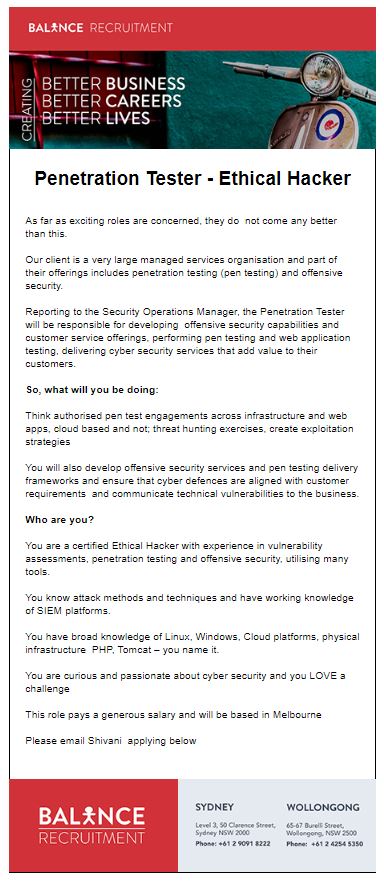 BALANCE RECRUITMENT
CREATING
BETTER BUSINESS
BETTER CAREERS
BETTER LIVES
Penetration Tester - Ethical Hacker
As far as exciting roles are concerned, they do  not come any better
than this.
Our client is a very large managed services organisation and part of
their offerings includes penetration testing (pen testing) and offensive
security.
Reporting to the Security Operations Manager, the Penetration Tester
will be responsible for developing  offensive security capabilities and
customer service offerings, performing pen testing and web application
testing, delivering cyber security services that add value to their
customers.
So, what will you be doing:
Think authorised pen test engagements across infrastructure and web
apps, cloud based and not; threat hunting exercises, create exploitation
strategies
You will also develop offensive security services and pen testing delivery
frameworks and ensure that cyber defences are aligned with customer
requirements  and communicate technical vulnerabilities to the business.
Who are you?
You are a certified Ethical Hacker with experience in vulnerability
assessments, penetration testing and offensive security, utilising many
tools.
You know attack methods and techniques and have working knowledge
of SIEM platforms.
You have broad knowledge of Linux, Windows, Cloud platforms, physical
infrastructure  PHP, Tomcat – you name it.
You are curious and passionate about cyber security and you LOVE a
challenge
This role pays a generous salary and will be based in Melbourne
Please email Shivani  applying below
BALANCE
RECRUITMENT
SYDNEY
Level 3, 50 Clarence Street,
Sydney NSW 2000
Phone: +61 2 9091 8222
WOLLONGONG
65-67 Burelli Street,
Wollongong, NSW 2500
Phone: +61 2 4254 5350